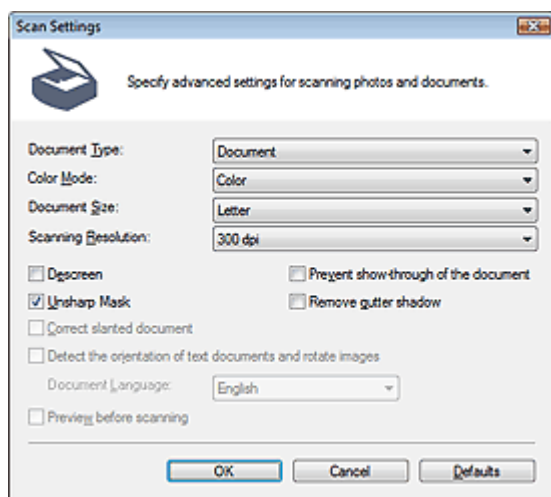 Scan Settings
Specify advanced settings for scanning photos and documents.
Document Type: Document
Color Mode: Color
Document Size: Letter
Scanning Resolution: 300 dpi
Descreen Prevent show-through of the document
Unsharp Mask Remove gutter shadow
Correct slanted document
Detect the orientation of text documents and rotate images
Document Language: English
Preview before scanning
OK Cancel Defaults